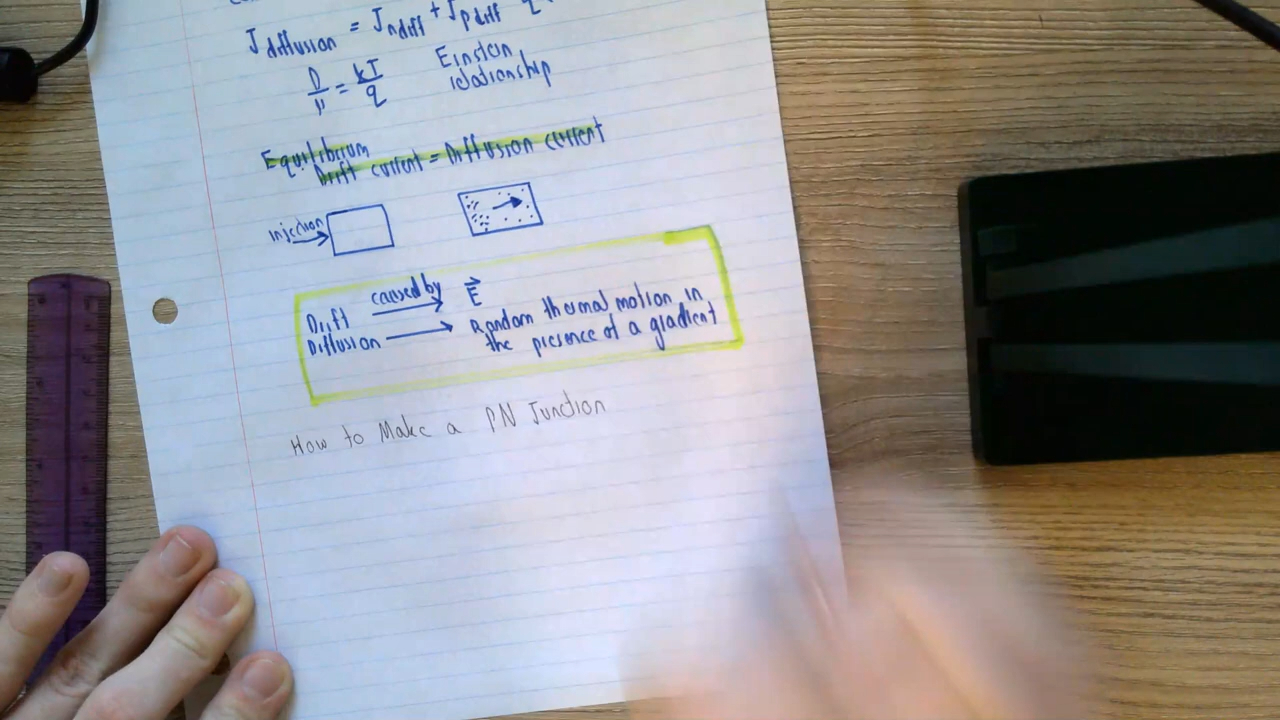 J diffusion = J n diff + J p diff
D/μ = kT/q
Einstein
relationship
Equilibrium
Drift current = Diffusion current
injection
Drift caused by E⃗
Diffusion → Random thermal motion in
the presence of a gradient
How to Make a PN Junction